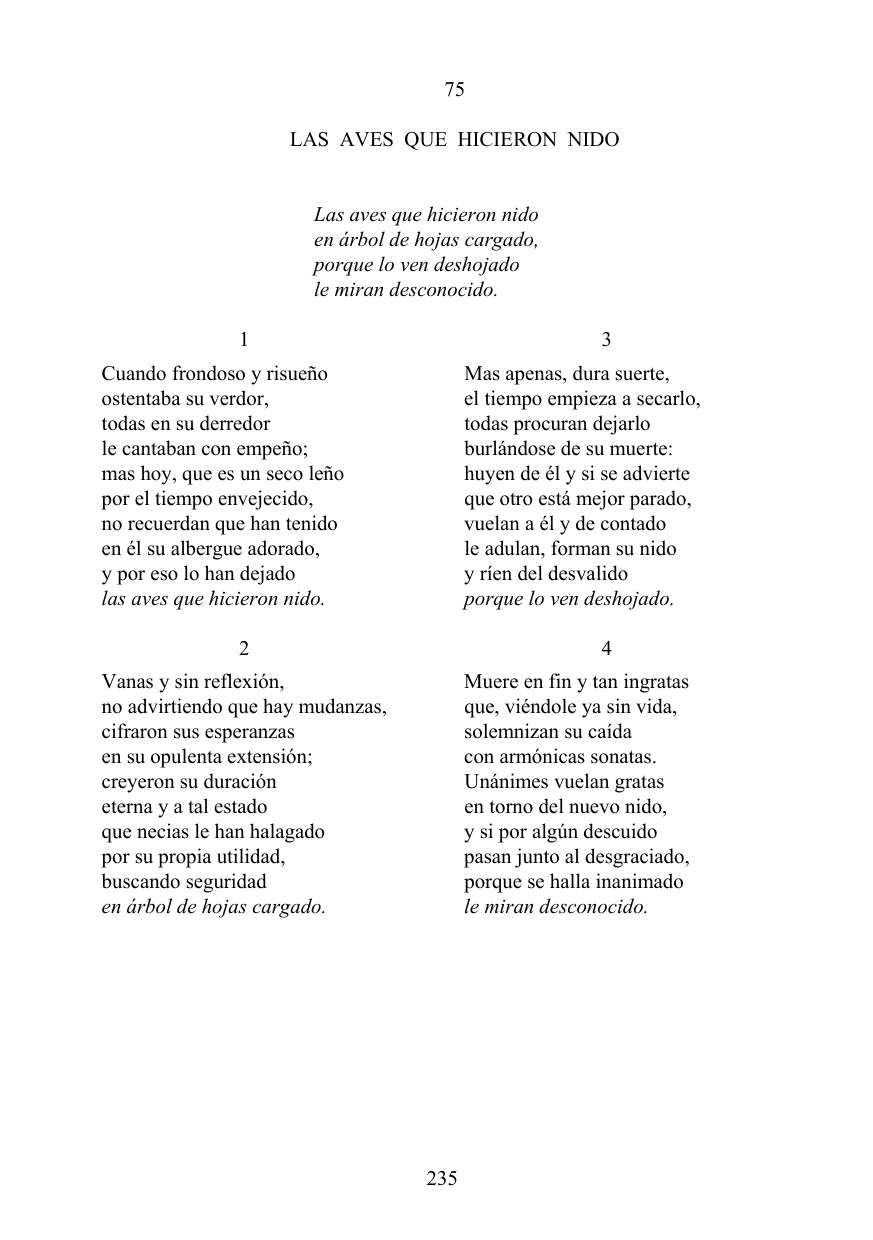 75
LAS AVES QUE HICIERON NIDO
Las aves que hicieron nido
en árbol de hojas cargado,
porque lo ven deshojado
le miran desconocido.
1
Cuando frondoso y risueño
ostentaba su verdor,
todas en su derredor
le cantaban con empeño;
mas hoy, que es un seco leño
por el tiempo envejecido,
no recuerdan que han tenido
en él su albergue adorado,
y por eso lo han dejado
las aves que hicieron nido.
2
Vanas y sin reflexión,
no advirtiendo que hay mudanzas,
cifraron sus esperanzas
en su opulenta extensión;
creyeron su duración
eterna y a tal estado
que necias le han halagado
por su propia utilidad,
buscando seguridad
en árbol de hojas cargado.
3
Mas apenas, dura suerte,
el tiempo empieza a secarlo,
todas procuran dejarlo
burlándose de su muerte:
huyen de él y si se advierte
que otro está mejor parado,
vuelan a él y de contado
le adulan, forman su nido
y ríen del desvalido
porque lo ven deshojado.
4
Muere en fin y tan ingratas
que, viéndole ya sin vida,
solemnizan su caída
con armónicas sonatas.
Unánimes vuelan gratas
en torno del nuevo nido,
y si por algún descuido
pasan junto al desgraciado,
porque se halla inanimado
le miran desconocido.
235